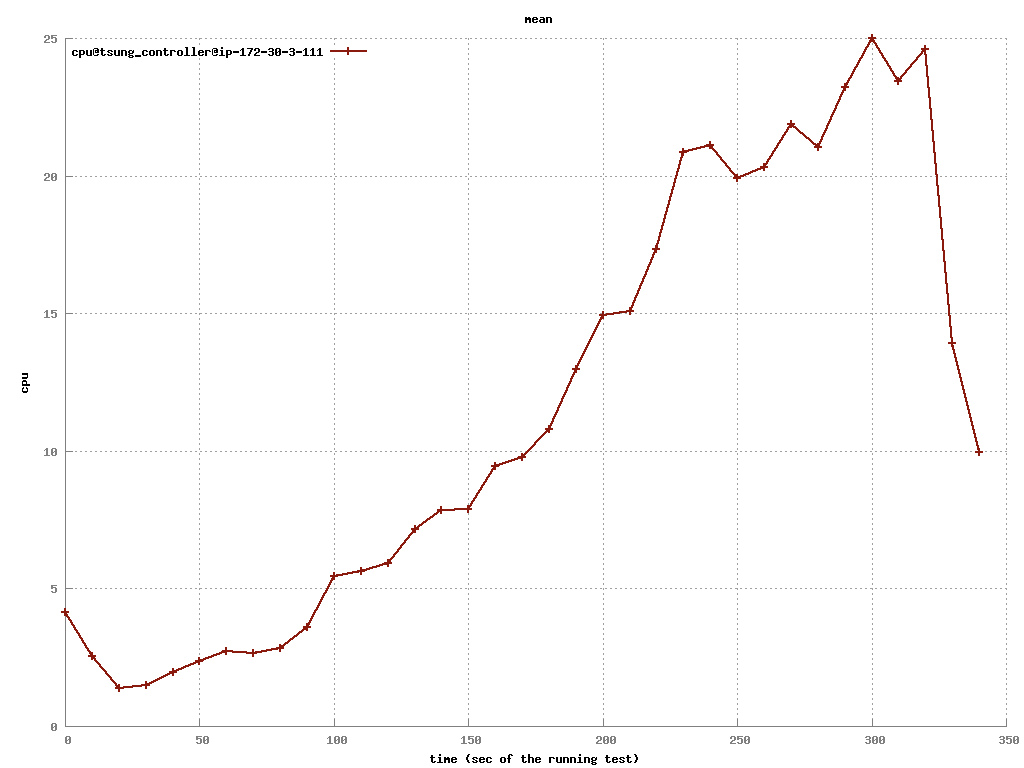 mean
cpu@tsung_controller@ip-172-30-3-111
25
20
15
10
5
0
cpu
0 50 100 150 200 250 300 350
time (sec of the running test)